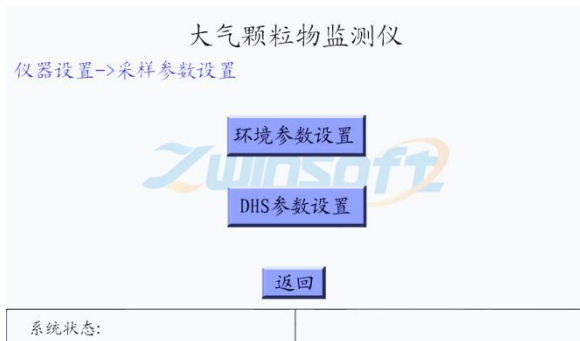 大气颗粒物监测仪
仪器设置->采样参数设置
环境参数设置
Zwinsoft
DHS参数设置
返回
系统状态: